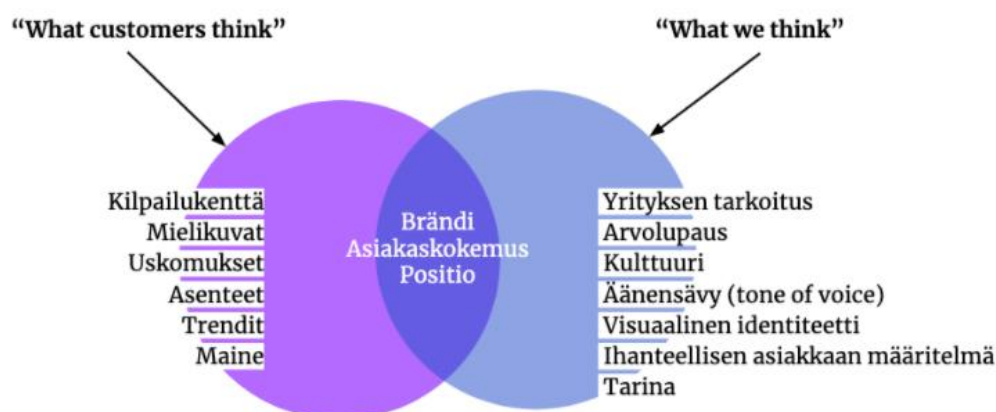 “What customers think”
“What we think”
Kilpailukenttä
Mielikuvat
Uskomukset
Asenteet
Trendit
Maine
Brändi
Asiakaskokemus
Positio
Yrityksen tarkoitus
Arvolupaus
Kulttuuri
Äänensävy (tone of voice)
Visuaalinen identiteetti
Ihanteellisen asiakkaan määritelmä
Tarina